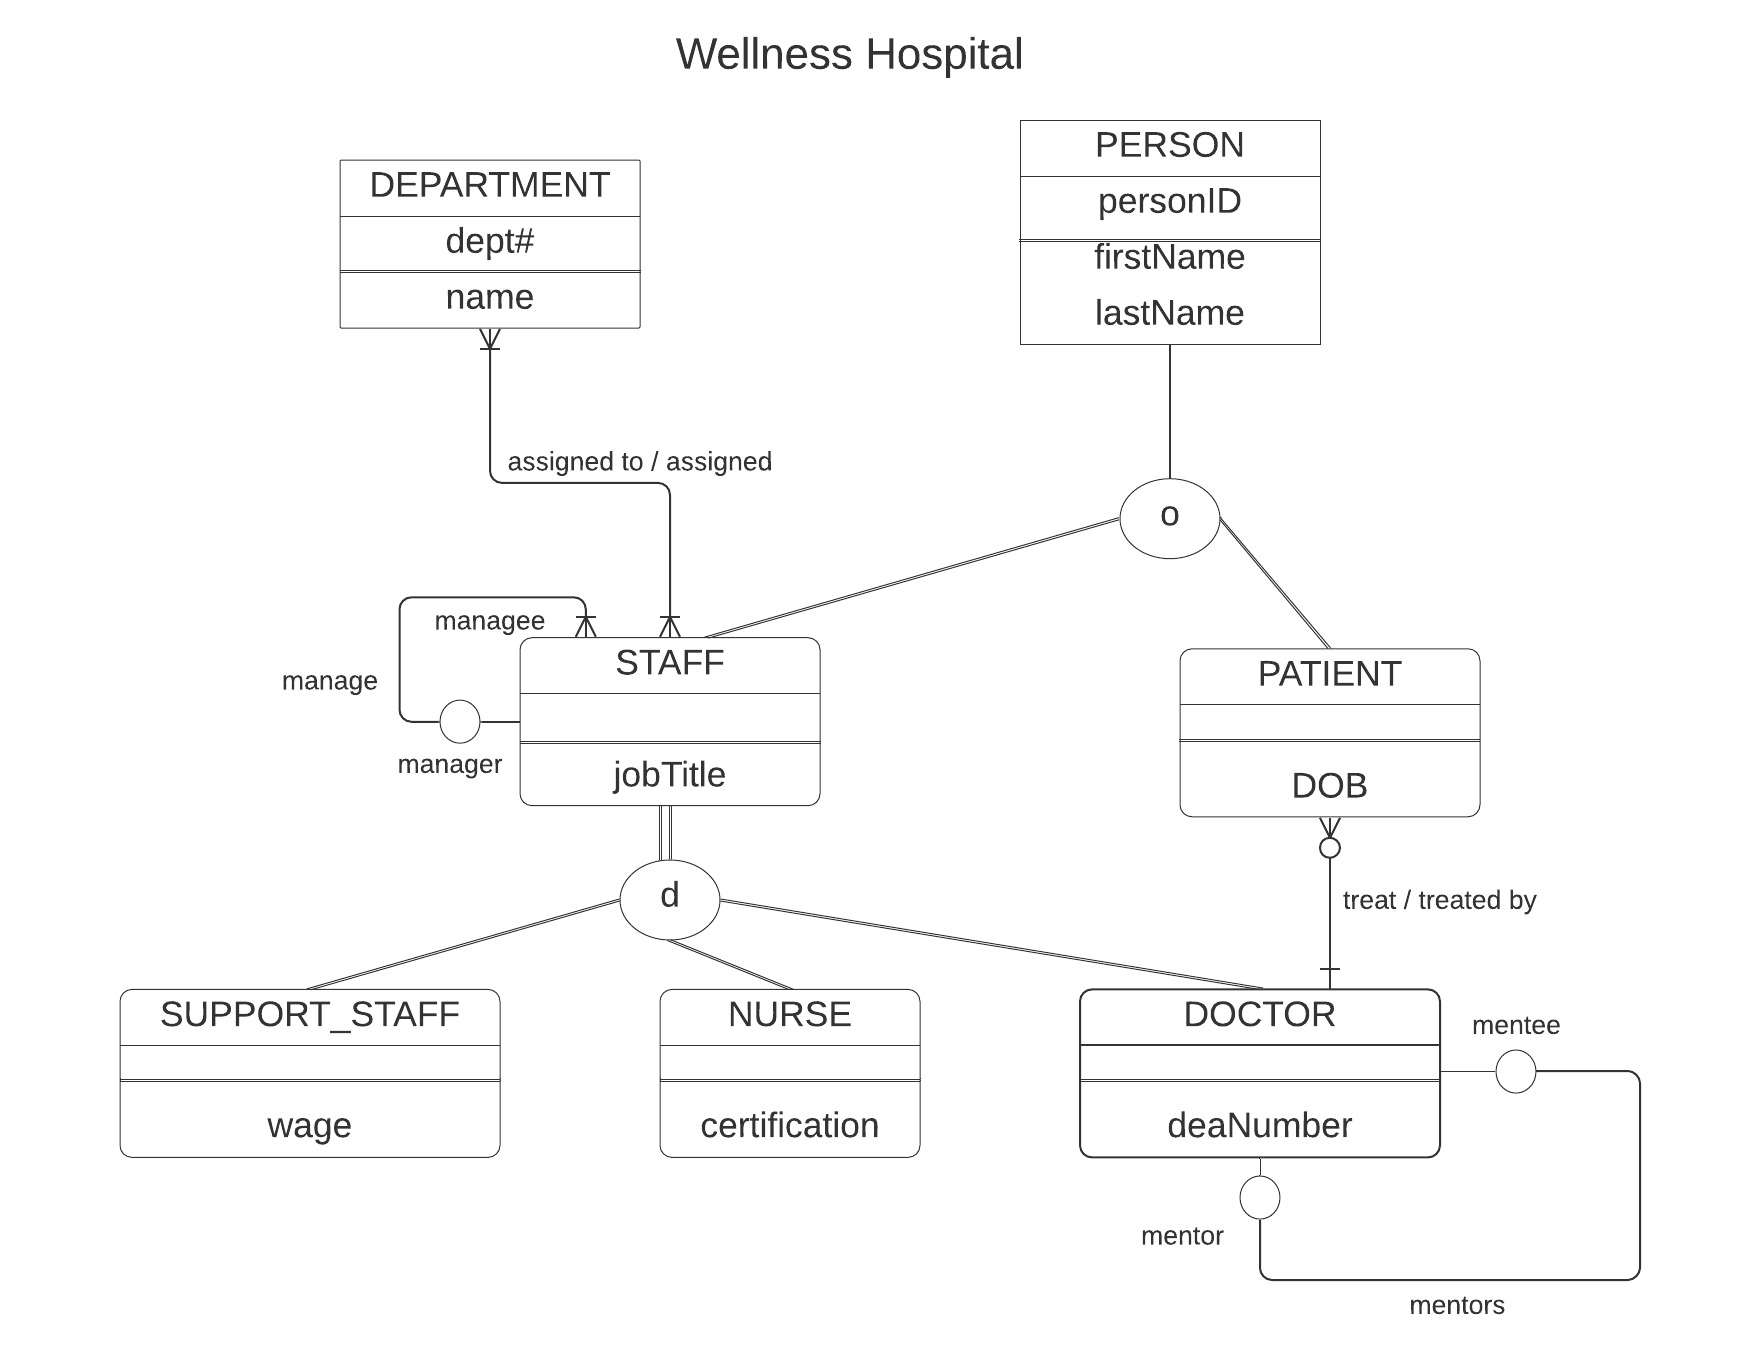 Wellness Hospital
PERSON
personID
firstName
lastName
DEPARTMENT
dept#
name
assigned to / assigned
o
managee
manage
manager
STAFF
jobTitle
PATIENT
DOB
d
treat / treated by
SUPPORT_STAFF
wage
NURSE
certification
DOCTOR
deaNumber
mentee
mentor
mentors